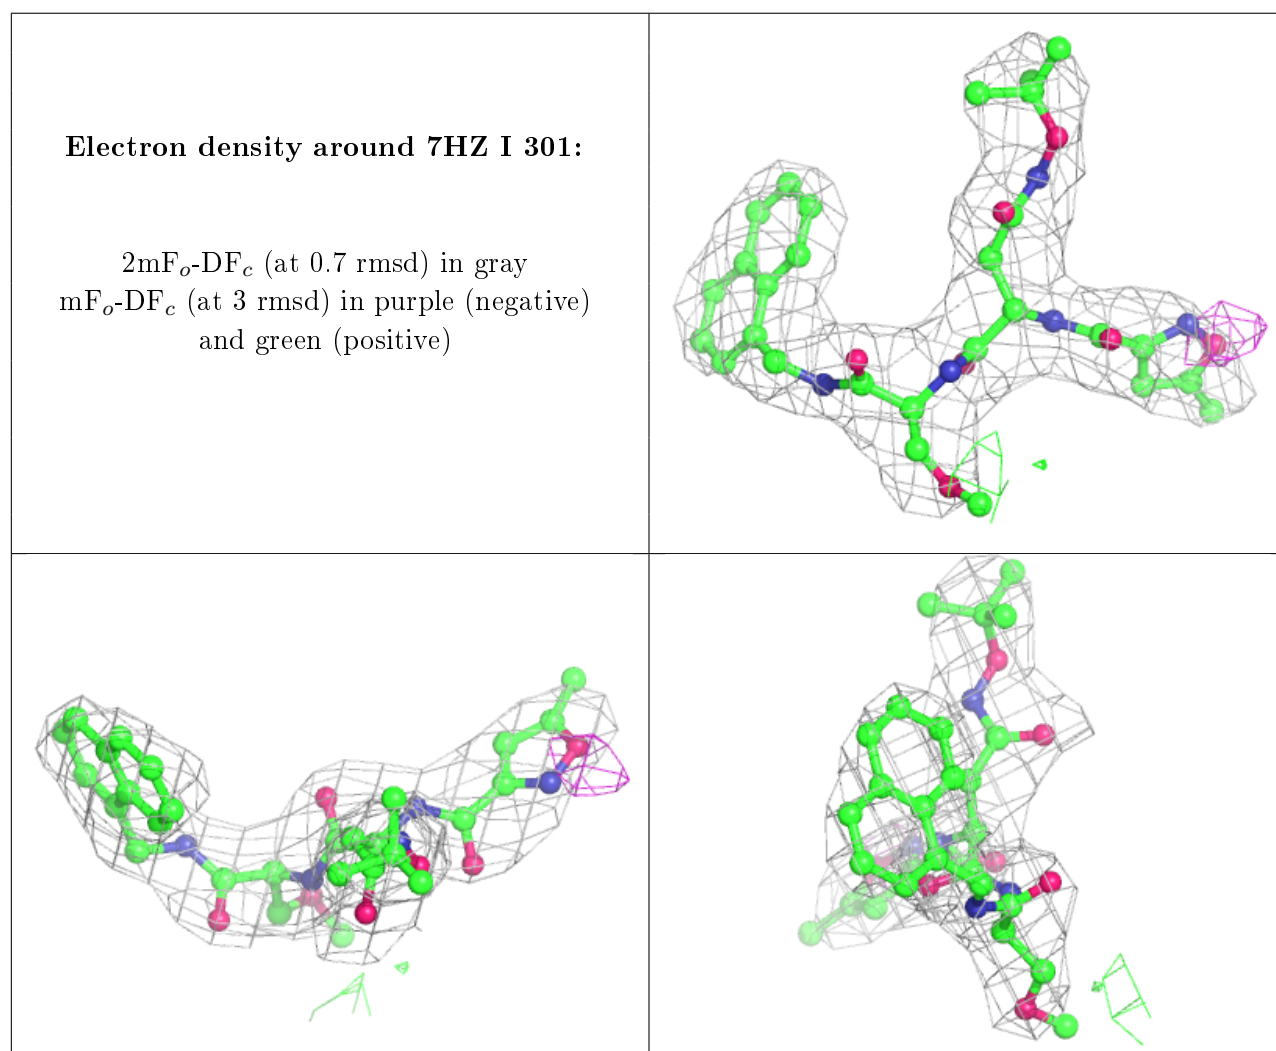 Electron density around 7HZ I 301:
2mFo-DFc (at 0.7 rmsd) in gray
mFo-DFc (at 3 rmsd) in purple (negative)
and green (positive)